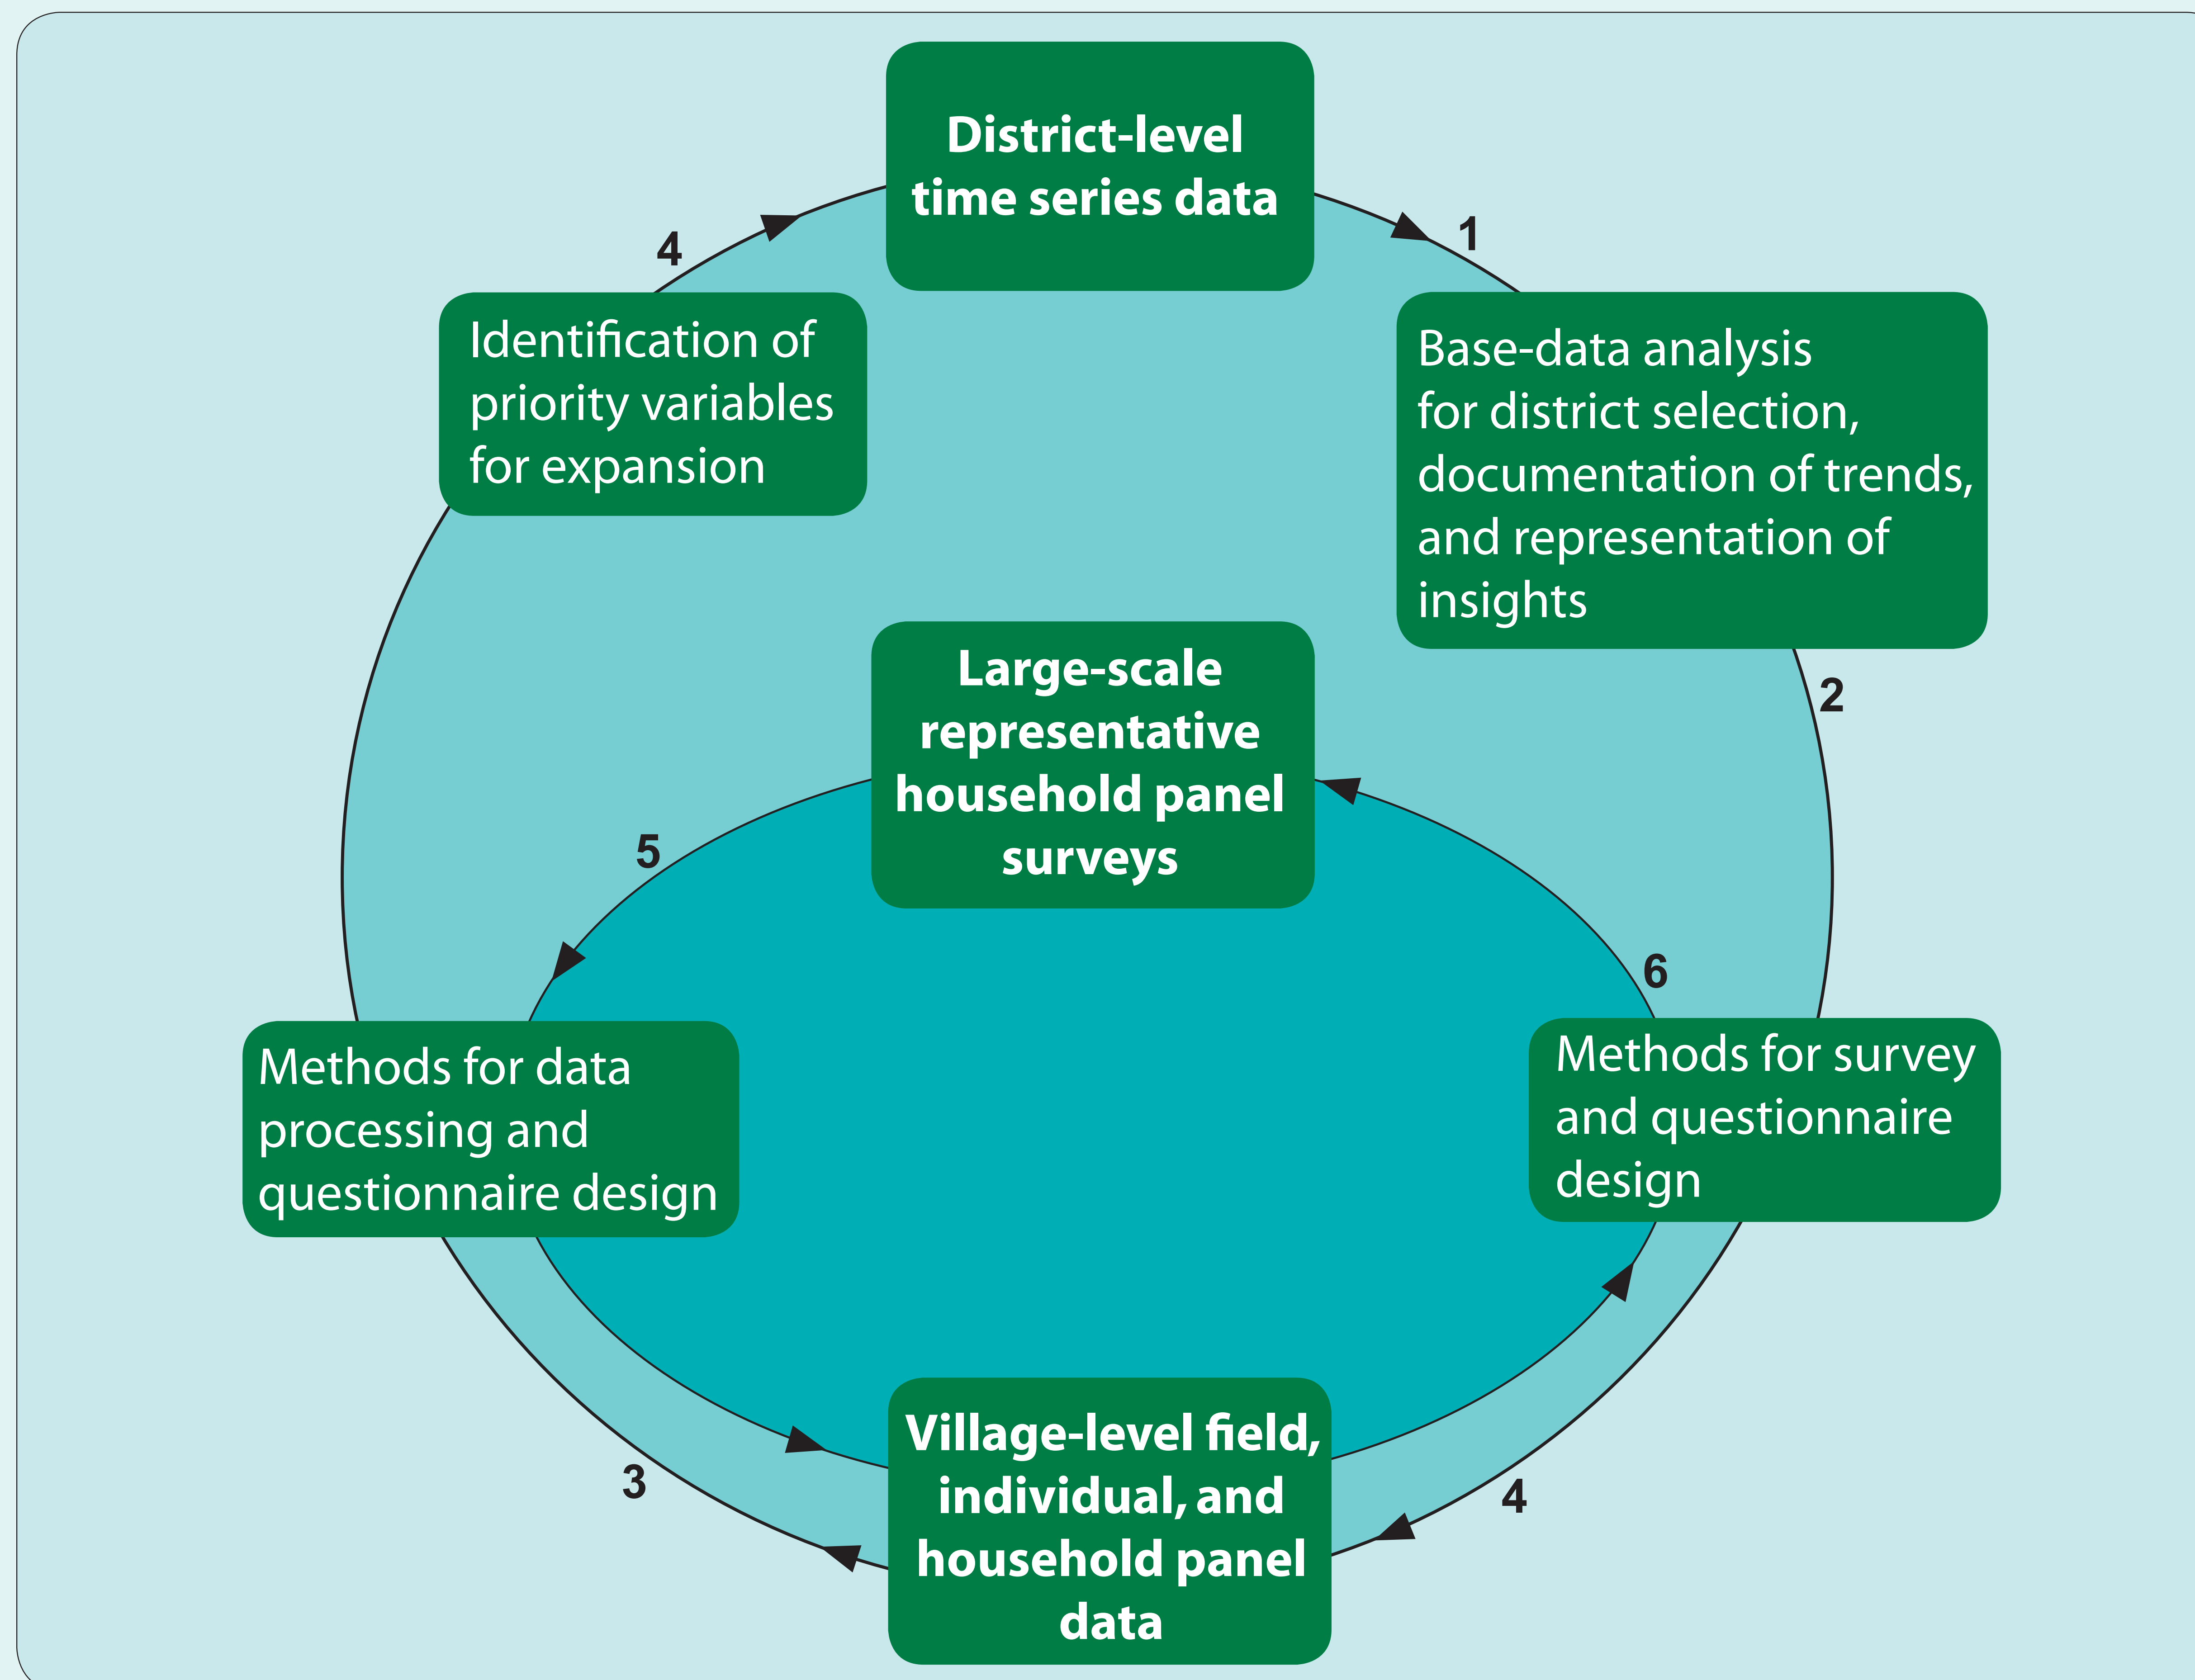 District-level
time series data
4
1
Identification of
priority variables
for expansion
Base-data analysis
for district selection,
documentation of trends,
and representation of
insights
Large-scale
representative
household panel
surveys
2
5
6
Methods for data
processing and
questionnaire design
Methods for survey
and questionnaire
design
Village-level field,
individual, and
household panel
data
3
4